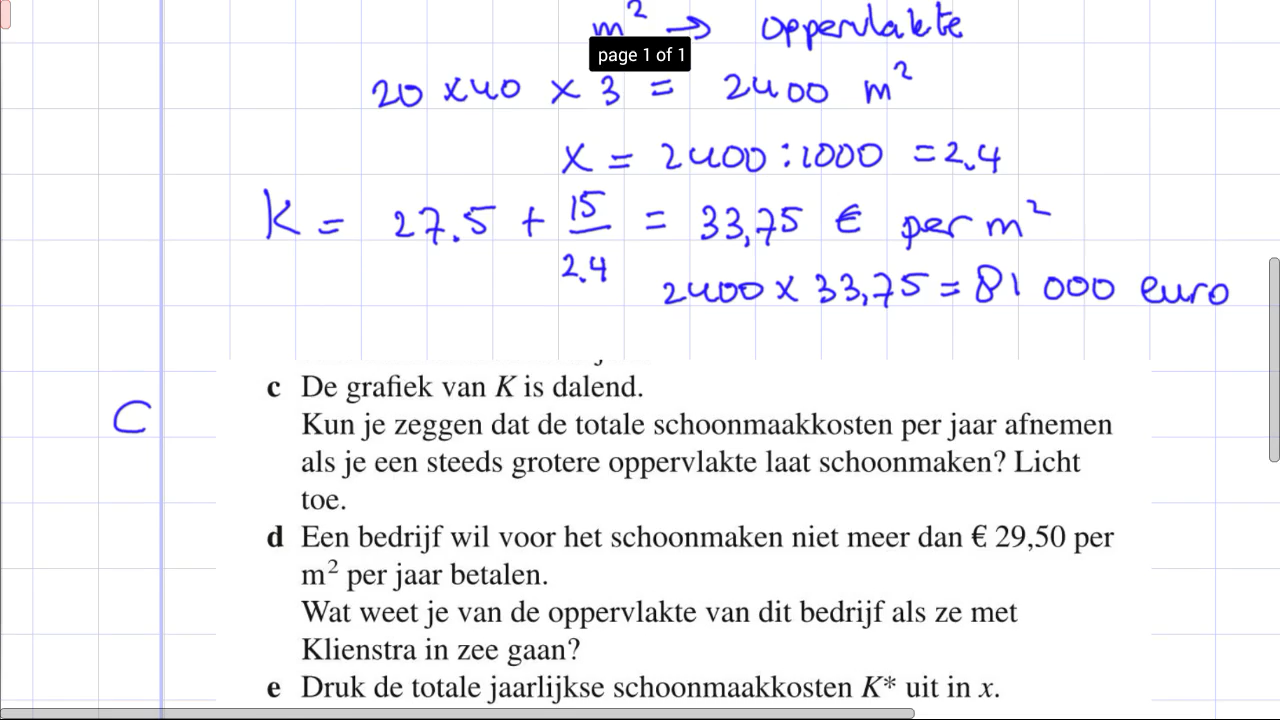 m² → oppervlakte
page 1 of 1
20 x 40 x 3 = 2400 m²
x = 2400 : 1000 = 2.4
K = 27.5 + 15/2.4 = 33,75 € per m²
2400 x 33,75 = 81 000 euro
C
c De grafiek van K is dalend.
Kun je zeggen dat de totale schoonmaakkosten per jaar afnemen
als je een steeds grotere oppervlakte laat schoonmaken? Licht
toe.
d Een bedrijf wil voor het schoonmaken niet meer dan € 29,50 per
m² per jaar betalen.
Wat weet je van de oppervlakte van dit bedrijf als ze met
Klienstra in zee gaan?
e Druk de totale jaarlijkse schoonmaakkosten K* uit in x.